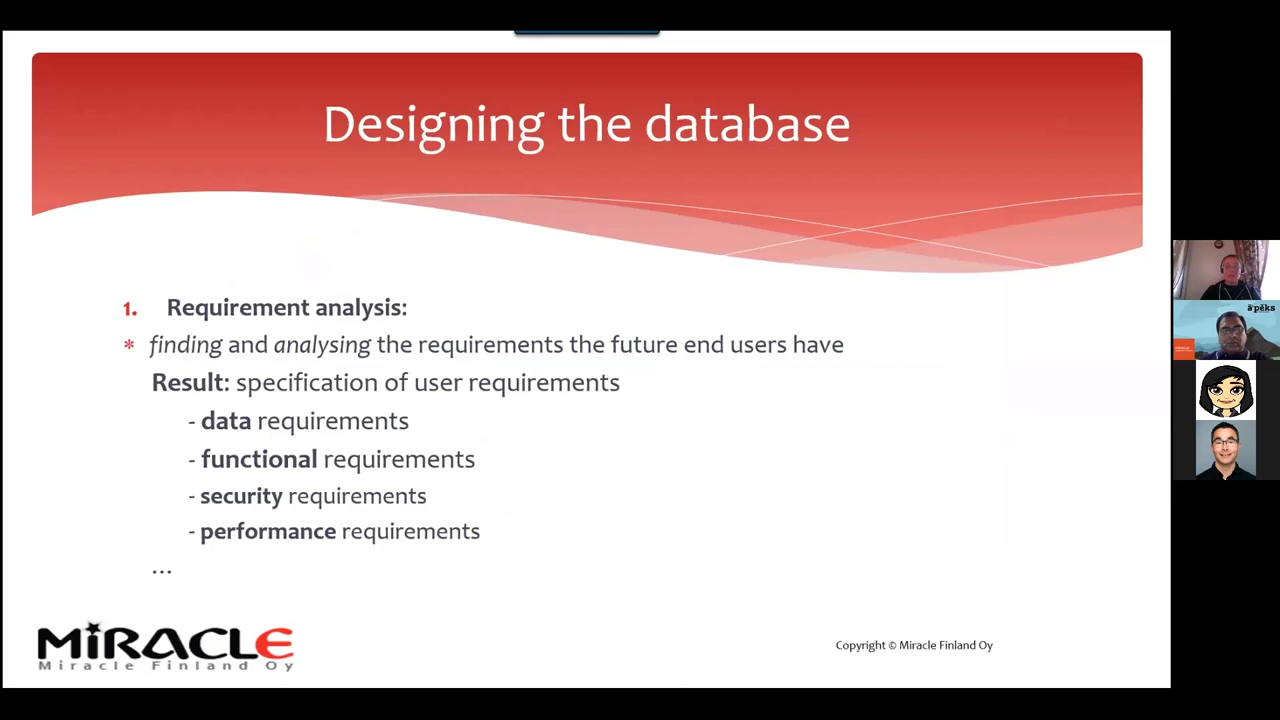 Designing the database
1. Requirement analysis:
* finding and analysing the requirements the future end users have
Result: specification of user requirements
- data requirements
- functional requirements
- security requirements
- performance requirements
…
MiRACLE
Miracle Finland Oy
Copyright © Miracle Finland Oy
āpěks